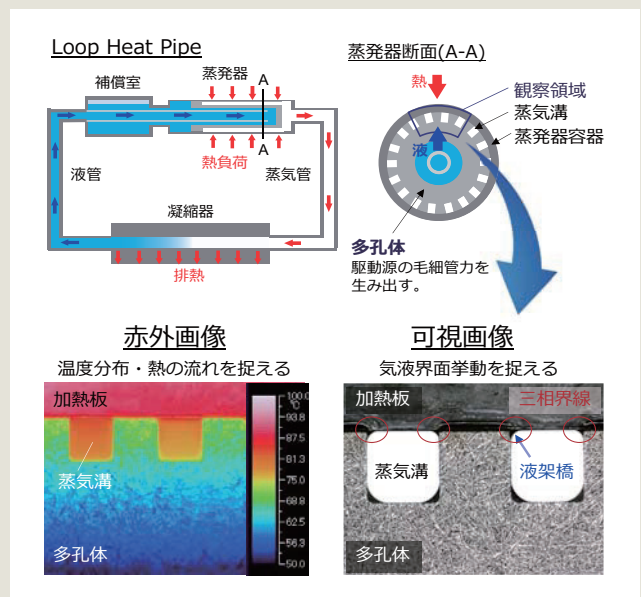 Loop Heat Pipe
補償室
蒸発器
A
A
熱負荷
液管
蒸気管
凝縮器
排熱
蒸発器断面(A-A)
熱
観察領域
蒸気溝
蒸発器容器
液
多孔体
駆動源の毛細管力を
生み出す。
赤外画像
温度分布・熱の流れを捉える
加熱板
蒸気溝
多孔体
100.0
℃
93.8
87.5
81.3
75.0
68.8
62.5
56.3
50.0
可視画像
気液界面挙動を捉える
加熱板
三相界線
蒸気溝
液架橋
多孔体